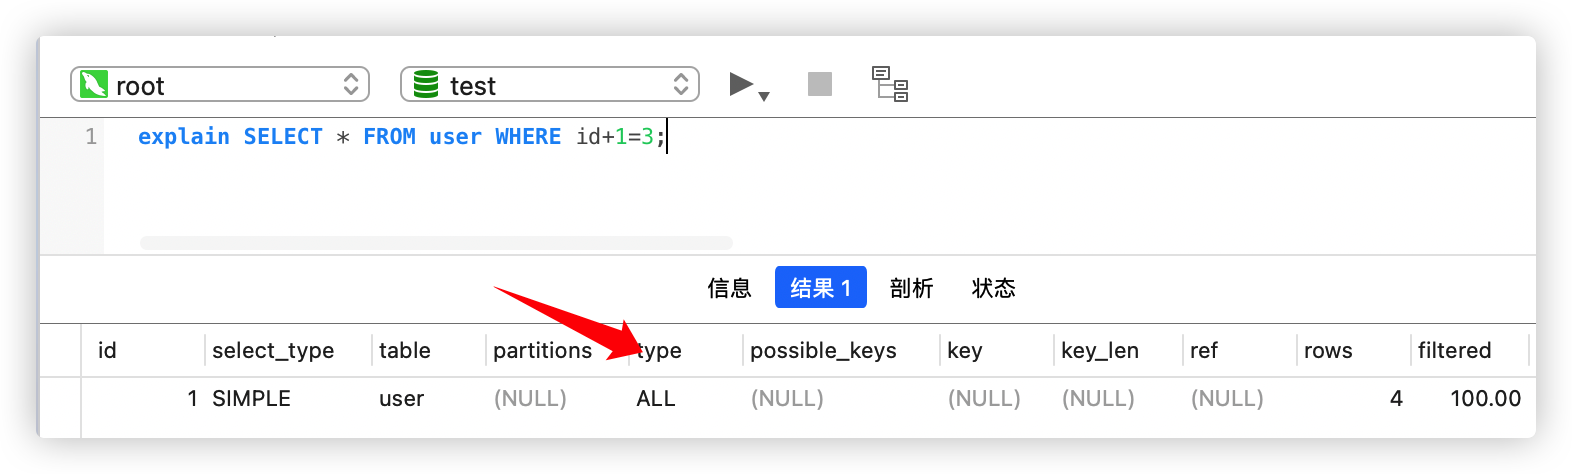 root test
1 explain SELECT * FROM user WHERE id+1=3;
信息 结果 1 剖析 状态
id select_type table partitions type possible_keys key key_len ref rows filtered
1 SIMPLE user (NULL) ALL (NULL) (NULL) (NULL) (NULL) 4 100.00